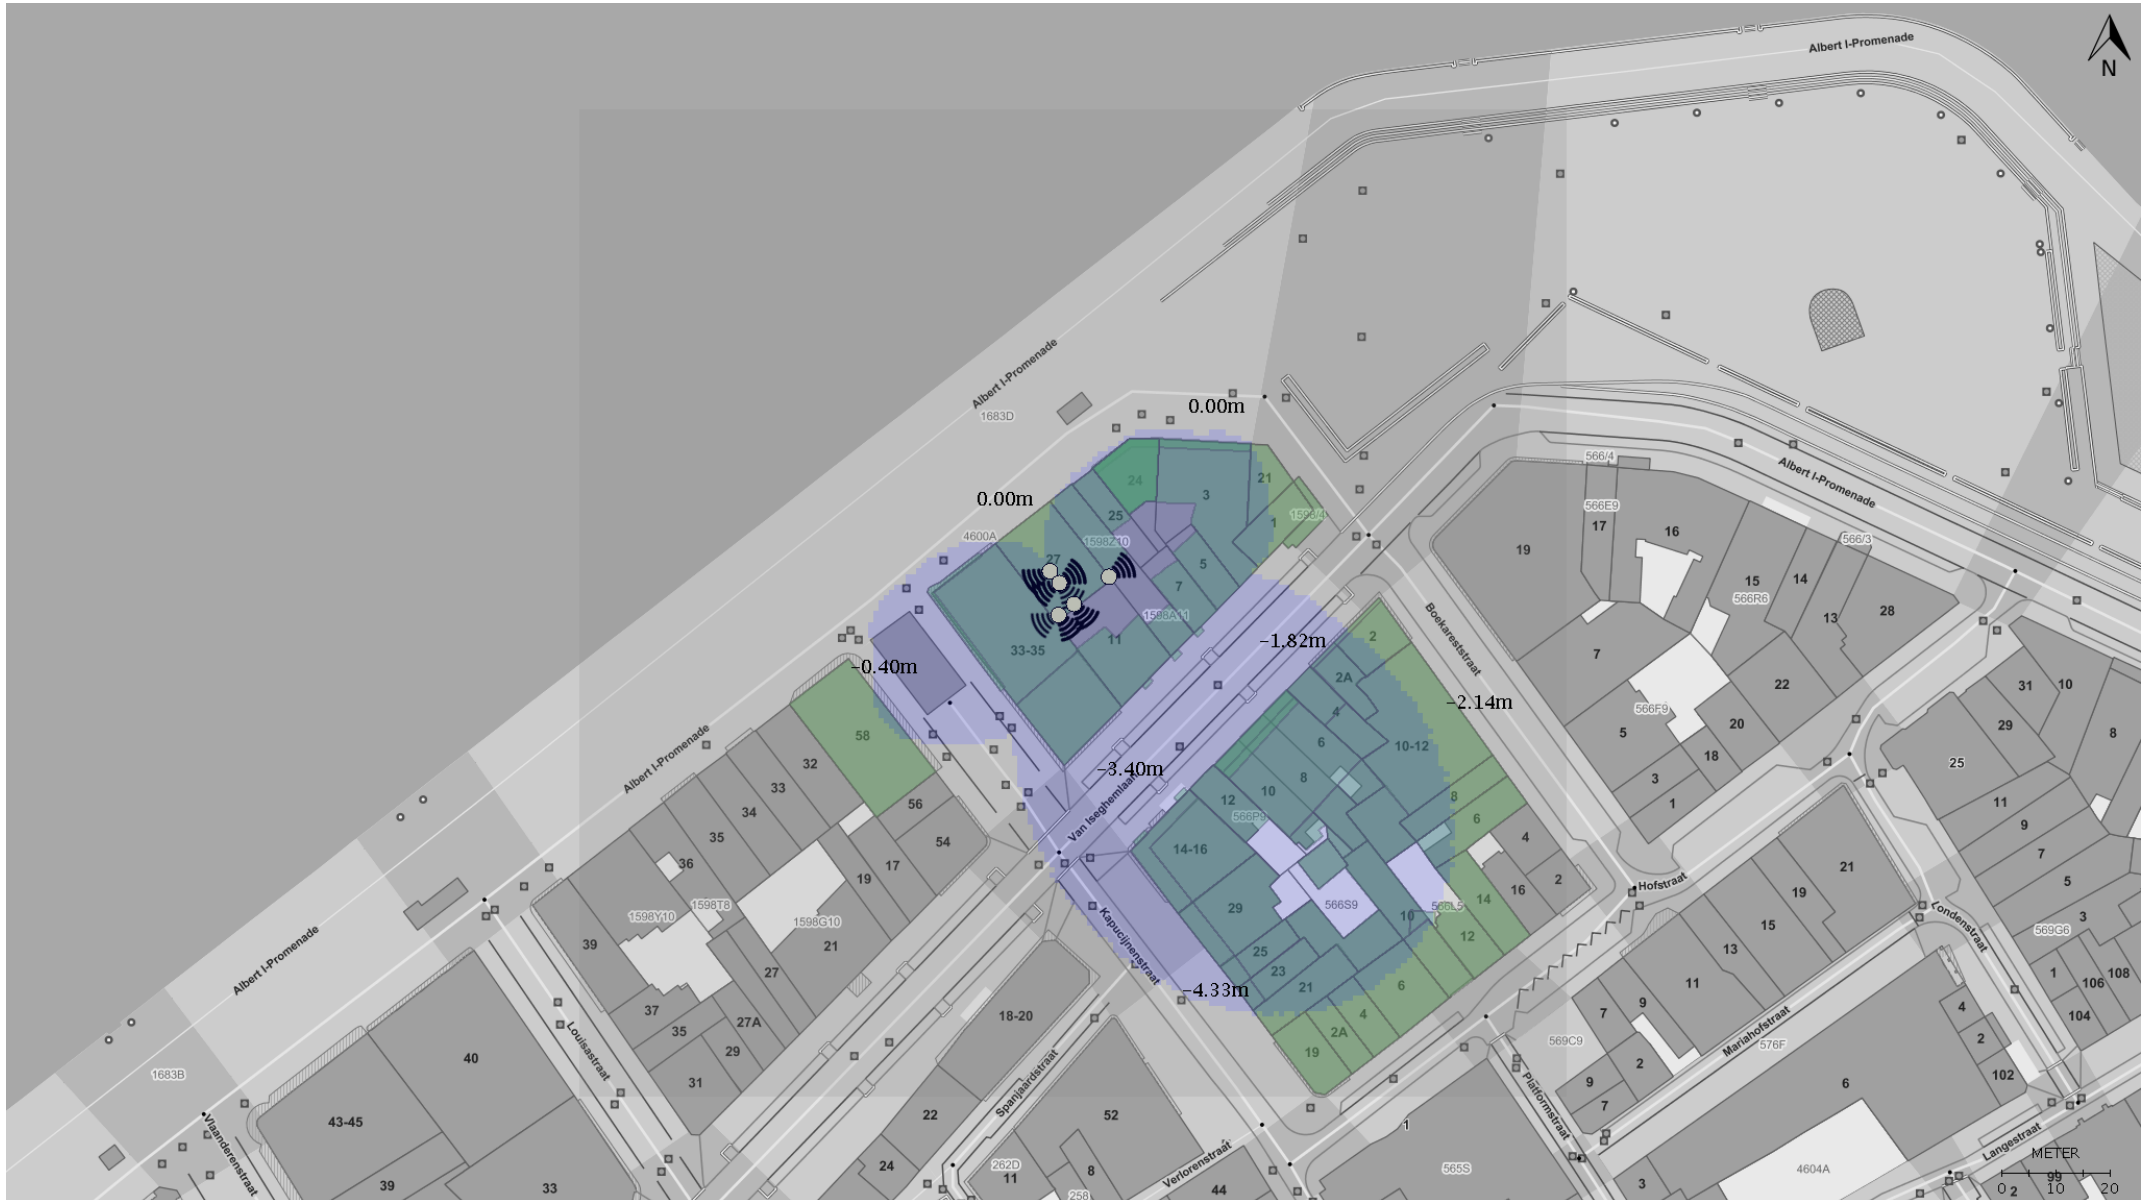 Albert I-Promenade
N
Albert I-Promenade
1683D
0.00m
566/4
Albert I-Promenade
21
24
3
566E9
0.00m
25
1
1598/4
17
16
4600A
1598Z10
19
566/3
27
5
15
14
7
566R6
1598A11
13
28
Boekareststraat
2
11
33-35
-1.82m
7
-0.40m
2A
22
31
10
-2.14m
566F9
4
29
20
8
5
58
6
10-12
18
Albert I-Promenade
25
32
-3.40m
8
3
33
10
12
8
1
11
56
Van Iseghemlaan
34
566P9
6
9
35
54
4
14-16
7
36
17
21
19
2
Hofstraat
5
16
19
1598T8
14
566S9
566L5
29
10
3
1598Y10
1598G10
Londenstraat
15
569G6
39
21
12
Kapucijnenstraat
Albert I-Promenade
25
13
27
23
1
108
11
106
21
6
-4.33m
37
9
4
27A
18-20
4
7
104
35
2A
Mariahofstraat
569C9
576F
2
Louisastraat
29
19
2
40
1683B
31
9
Platformstraat
102
6
Spanjaardstraat
7
22
52
43-45
1
Vlaanderenstraat
Verlorenstraat
Langestraat
METER
24
262D
8
565S
4604A
11
99
39
33
258
44
3
2
0
10
20